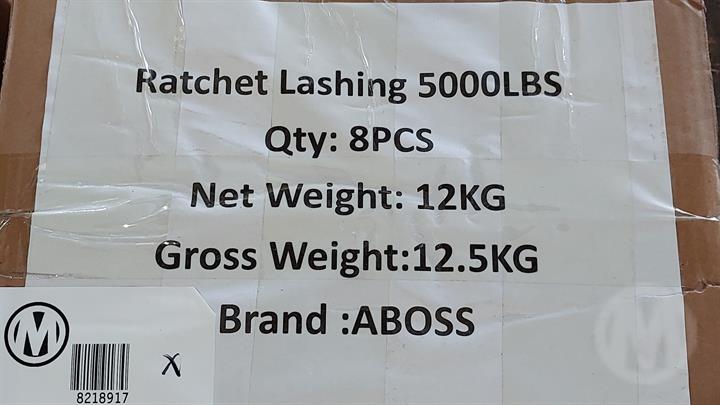 Ratchet Lashing 5000LBS
Qty: 8PCS
Net Weight: 12KG
Gross Weight:12.5KG
Brand :ABOSS
M
X
8218917
M